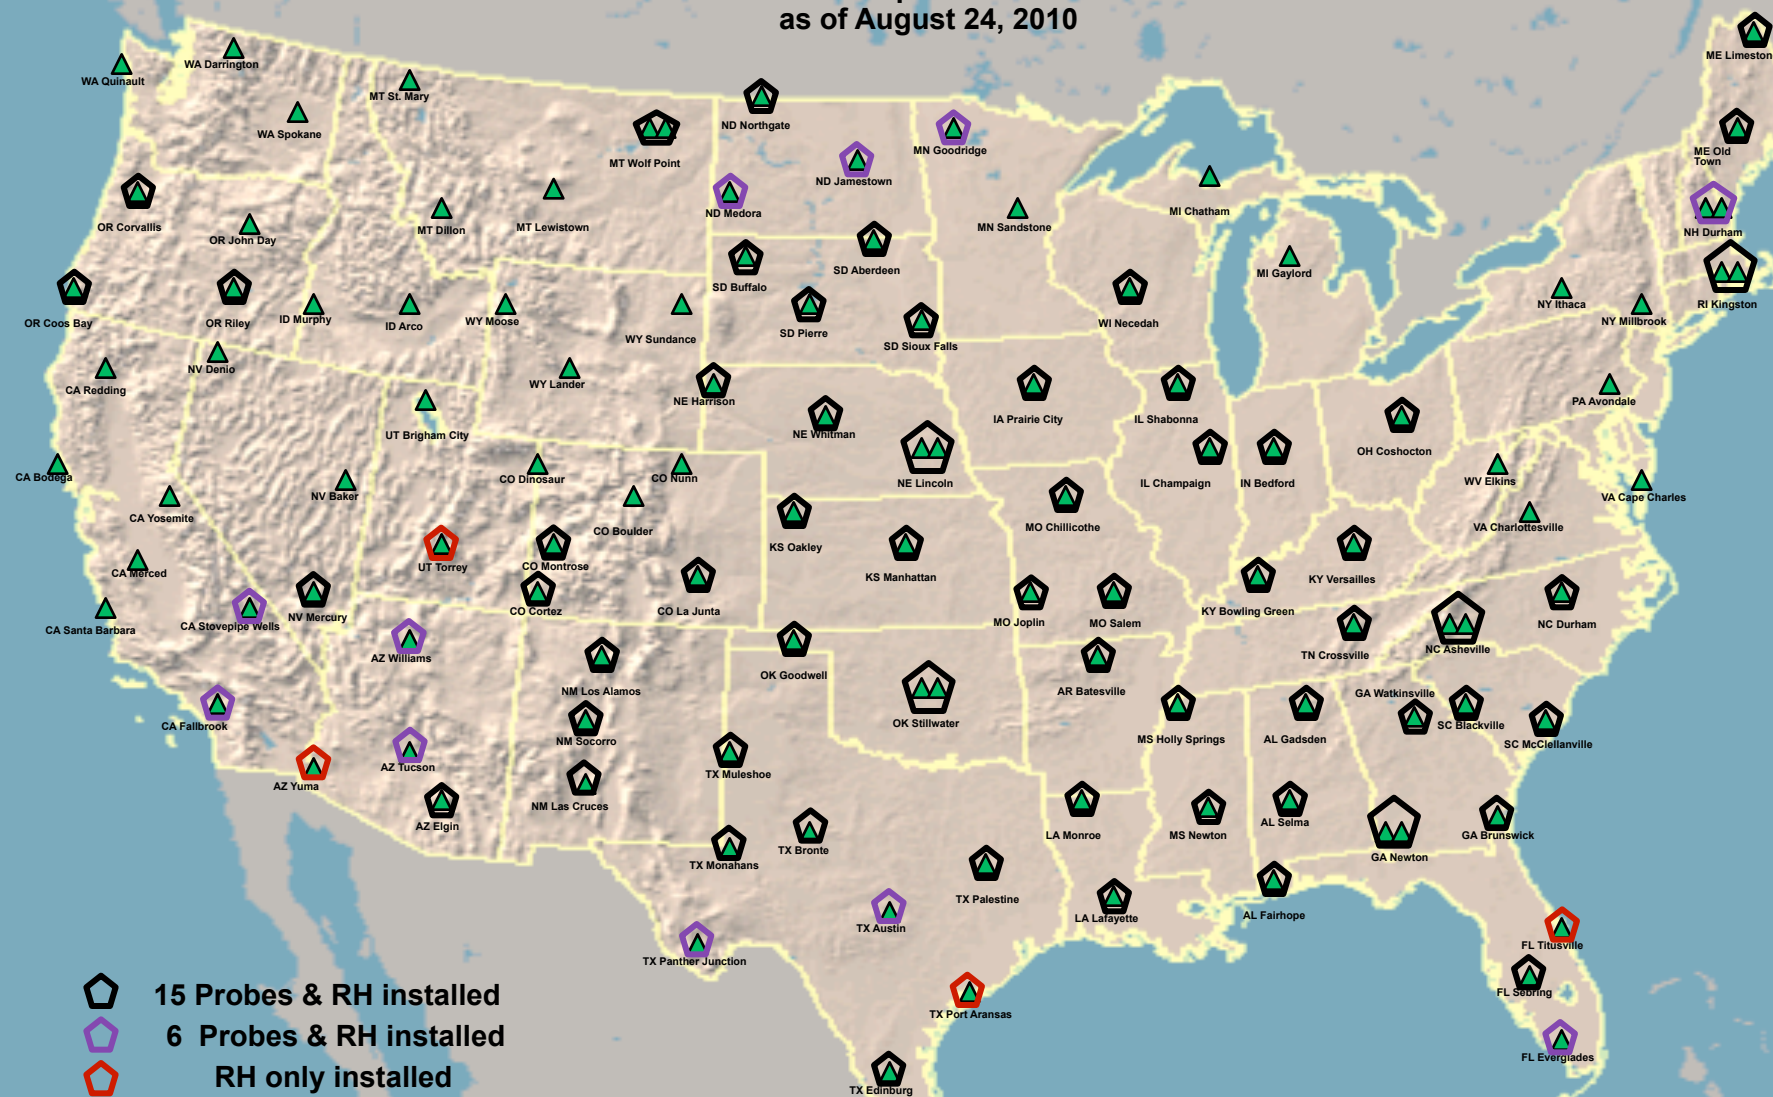 as of August 24, 2010
ME Limeston
WA Darrington
WA Quinault
MT St. Mary
ND Northgate
WA Spokane
MN Goodridge
ME Old
Town
MT Wolf Point
ND Jamestown
ND Medora
MI Chatham
OR Corvallis
MT Dillon
MT Lewistown
MN Sandstone
NH Durham
OR John Day
SD Aberdeen
MI Gaylord
SD Buffalo
NY Ithaca
RI Kingston
OR Coos Bay
OR Riley
ID Murphy
ID Arco
WY Moose
WI Necedah
NY Millbrook
WY Sundance
SD Pierre
SD Sioux Falls
NV Denio
CA Redding
WY Lander
NE Harrison
PA Avondale
IA Prairie City
IL Shabonna
UT Brigham City
NE Whitman
OH Coshocton
CA Bodega
CO Dinosaur
CO Nunn
NE Lincoln
IL Champaign
IN Bedford
WV Elkins
NV Baker
VA Cape Charles
CA Yosemite
CO Boulder
MO Chillicothe
VA Charlottesville
KS Oakley
CA Merced
UT Torrey
CO Montrose
KS Manhattan
KY Versailles
CO Cortez
CO La Junta
KY Bowling Green
NV Mercury
CA Stovepipe Wells
CA Santa Barbara
MO Joplin
MO Salem
NC Durham
AZ Williams
TN Crossville
NC Asheville
OK Goodwell
NM Los Alamos
AR Batesville
GA Watkinsville
CA Fallbrook
OK Stillwater
SC Blackville
NM Socorro
MS Holly Springs
AL Gadsden
SC McClellanville
AZ Tucson
TX Muleshoe
AZ Yuma
NM Las Cruces
AZ Elgin
AL Selma
LA Monroe
MS Newton
GA Brunswick
TX Bronte
GA Newton
TX Monahans
TX Palestine
LA Lafayette
AL Fairhope
TX Austin
FL Titusville
TX Panther Junction
15 Probes & RH installed
FL Sebring
TX Port Aransas
6 Probes & RH installed
FL Everglades
RH only installed
TX Edinburg